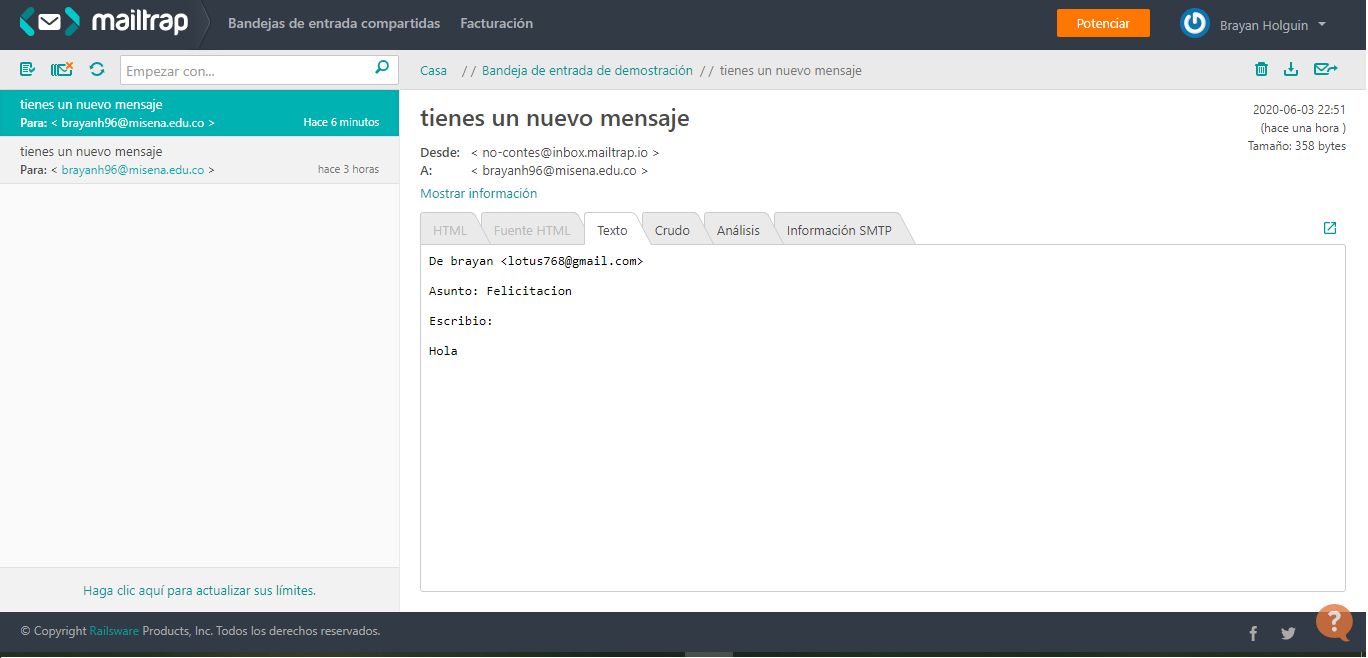 mailtrap
Bandejas de entrada compartidas
Facturación
Potenciar
Brayan Holguin
Empezar con...
Casa // Bandeja de entrada de demostración // tienes un nuevo mensaje
tienes un nuevo mensaje
Para: < brayanh96@misena.edu.co > Hace 6 minutos
tienes un nuevo mensaje
Para: < brayanh96@misena.edu.co > hace 3 horas
Haga clic aquí para actualizar sus límites.
tienes un nuevo mensaje
2020-06-03 22:51
(hace una hora )
Tamaño: 358 bytes
Desde: < no-contes@inbox.mailtrap.io >
A: < brayanh96@misena.edu.co >
Mostrar información
HTML Fuente HTML Texto Crudo Análisis Información SMTP
De brayan <lotus768@gmail.com>
Asunto: Felicitacion
Escribio:
Hola
© Copyright Railsware Products, Inc. Todos los derechos reservados.
?